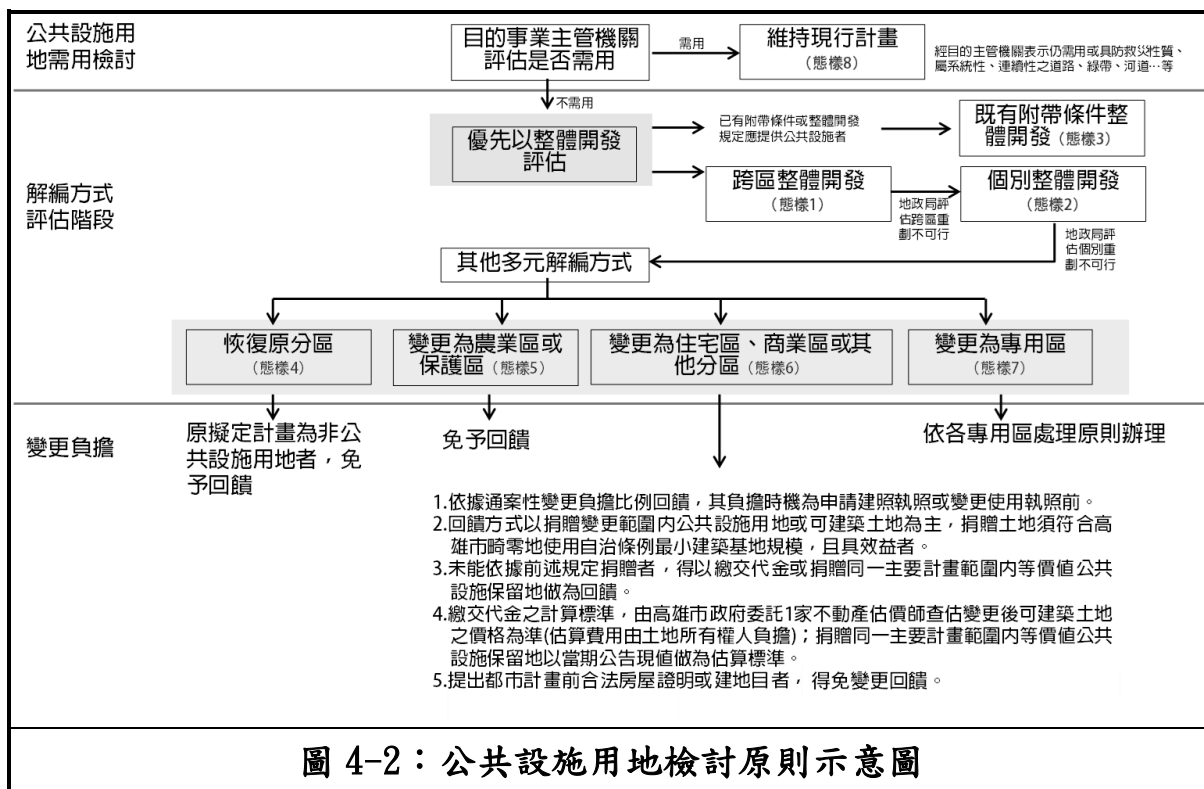 公共設施用
地需用檢討
目的事業主管機關
評估是否需用
需用
維持現行計畫
（態樣8）
經目的主管機關表示仍需用或具防救災性質、
屬系統性、連續性之道路、綠帶、河道…等
不需用
解編方式
評估階段
優先以整體開發
評估
已有附帶條件或整體開發
規定應提供公共設施者
既有附帶條件整
體開發（態樣3）
跨區整體開發
（態樣1）
地政局評
估跨區重
劃不可行
個別整體開發
（態樣2）
地政局評
估個別重
劃不可行
其他多元解編方式
恢復原分區
（態樣4）
變更為農業區或
保護區（態樣5）
變更為住宅區、商業區或其
他分區（態樣6）
變更為專用區
（態樣7）
變更負擔
原擬定計畫為非公
共設施用地者，免
予回饋
免予回饋
依各專用區處理原則辦理
1.依據通案性變更負擔比例回饋，其負擔時機為申請建照執照或變更使用執照前。
2.回饋方式以捐贈變更範圍內公共設施用地或可建築土地為主，捐贈土地須符合高
雄市畸零地使用自治條例最小建築基地規模，且具效益者。
3.未能依據前述規定捐贈者，得以繳交代金或捐贈同一主要計畫範圍內等價值公共
設施保留地做為回饋。
4.繳交代金之計算標準，由高雄市政府委託1家不動產估價師查估變更後可建築土地
之價格為準(估算費用由土地所有權人負擔)；捐贈同一主要計畫範圍內等價值公共
設施保留地以當期公告現值做為估算標準。
5.提出都市計畫前合法房屋證明或建地目者，得免變更回饋。
圖 4-2：公共設施用地檢討原則示意圖